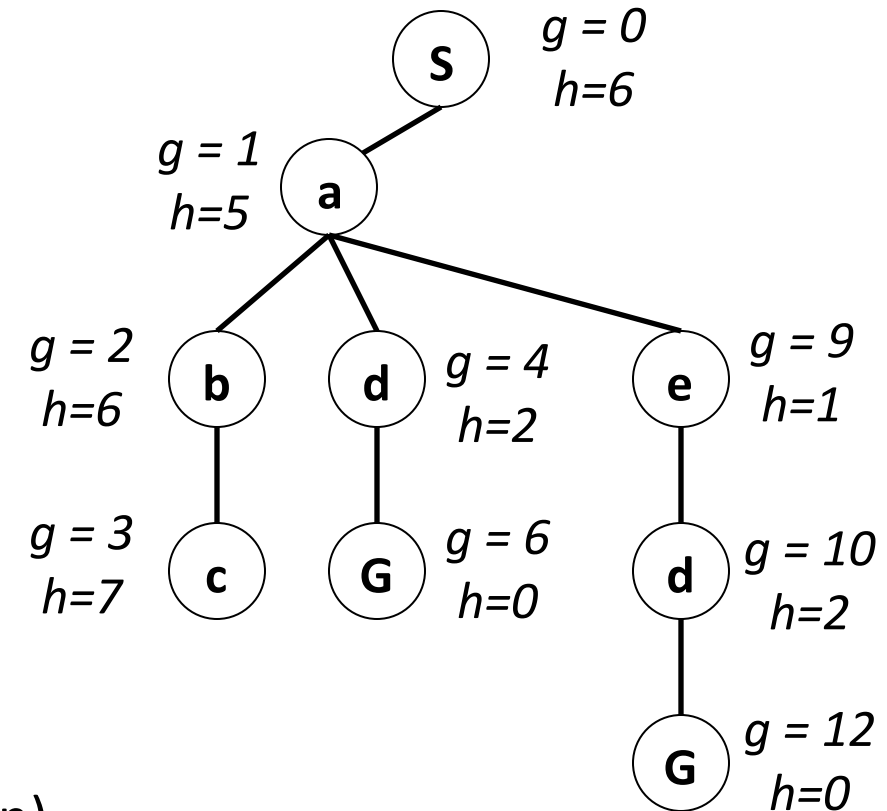 S
g = 0
h=6
g = 1
h=5
a
g = 2
h=6
b
d
g = 4
h=2
e
g = 9
h=1
g = 3
h=7
c
G
g = 6
h=0
d
g = 10
h=2
G
g = 12
h=0